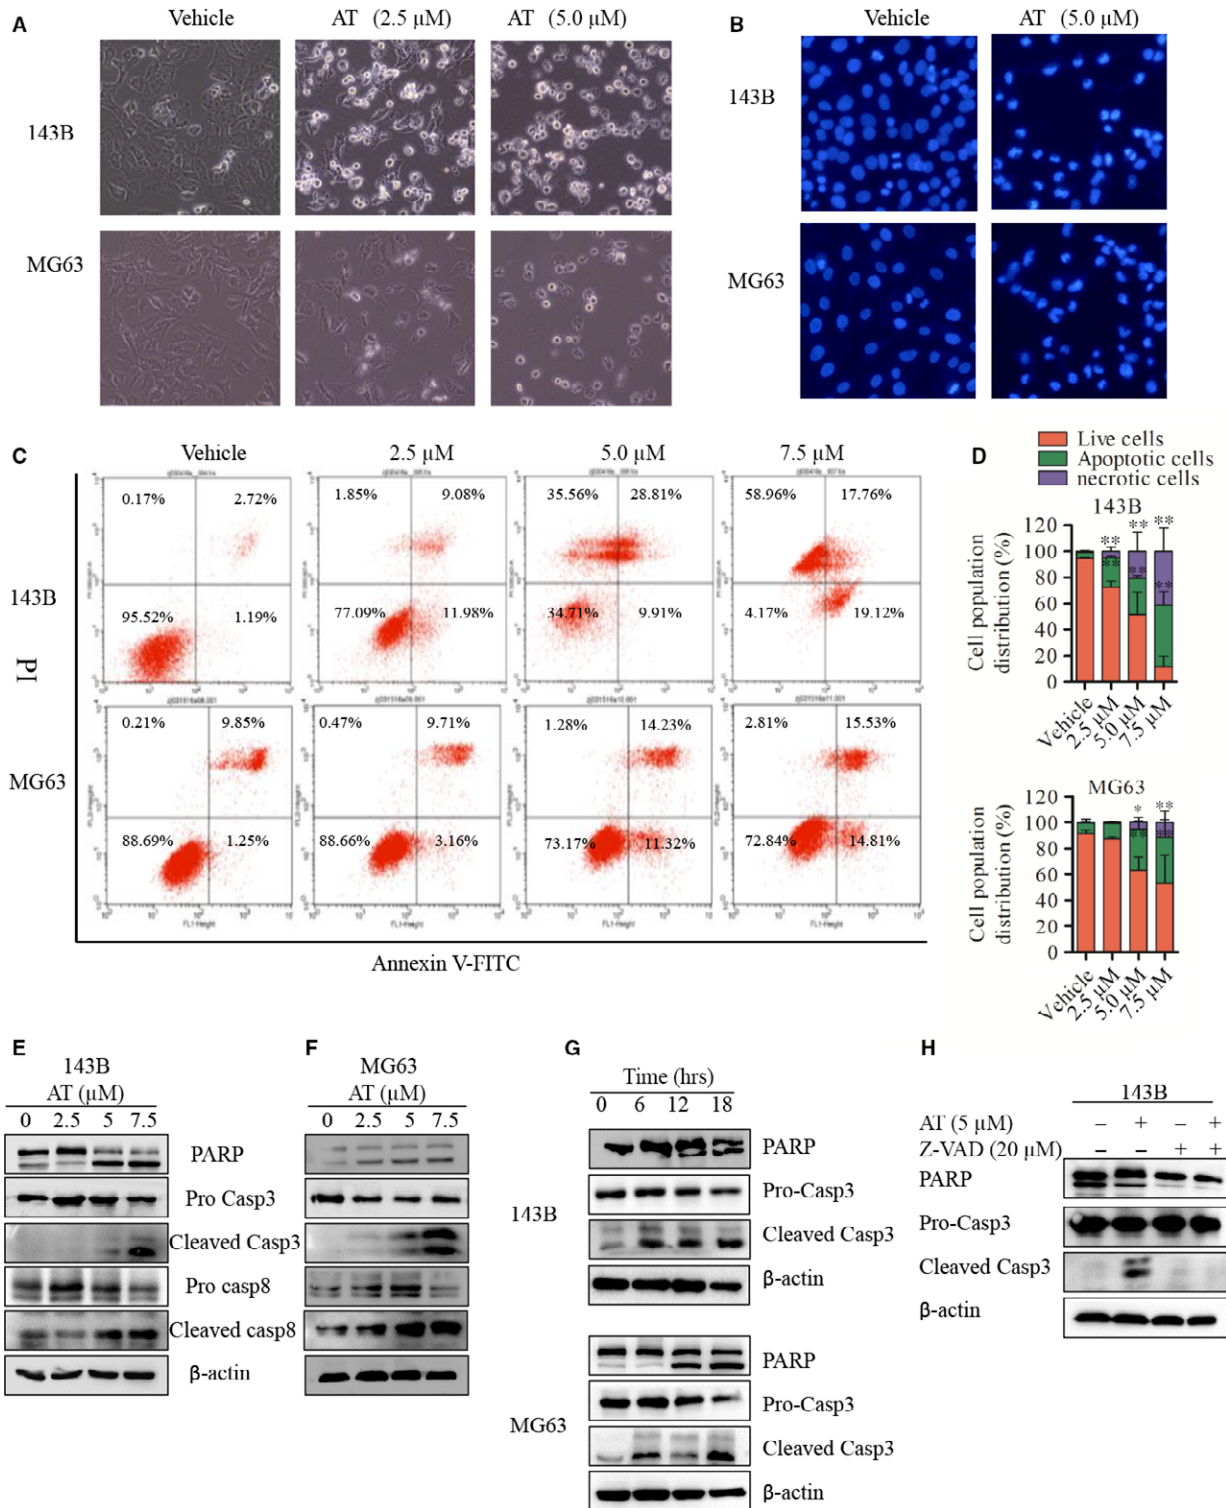 A
Vehicle
AT (2.5 µM)
AT (5.0 µM)
143B
MG63
B
Vehicle
AT (5.0 µM)
143B
MG63
C
Vehicle
2.5 µM
5.0 µM
7.5 µM
143B
0.17% 2.72%
95.52% 1.19%
1.85% 9.08%
77.09% 11.98%
35.56% 28.81%
34.71% 9.91%
58.96% 17.76%
4.17% 19.12%
PI
MG63
0.21% 9.85%
88.69% 1.25%
0.47% 9.71%
88.66% 3.16%
1.28% 14.23%
73.17% 11.32%
2.81% 15.53%
72.84% 14.81%
FL1-Height
FL1-Height
FL1-Height
FL1-Height
Annexin V-FITC
D
Live cells
Apoptotic cells
necrotic cells
143B
Cell population
distribution (%)
120
100
80
60
40
20
0
** ** **
** ** **
Vehicle
2.5 µM
5.0 µM
7.5 µM
MG63
Cell population
distribution (%)
120
100
80
60
40
20
0
* **
**
Vehicle
2.5 µM
5.0 µM
7.5 µM
E
143B
AT (µM)
0 2.5 5 7.5
F
MG63
AT (µM)
0 2.5 5 7.5
PARP
Pro Casp3
Cleaved Casp3
Pro casp8
Cleaved casp8
β-actin
G
Time (hrs)
0 6 12 18
143B
PARP
Pro-Casp3
Cleaved Casp3
β-actin
MG63
PARP
Pro-Casp3
Cleaved Casp3
β-actin
H
143B
AT (5 µM) – + – +
Z-VAD (20 µM) – – + +
PARP
Pro-Casp3
Cleaved Casp3
β-actin